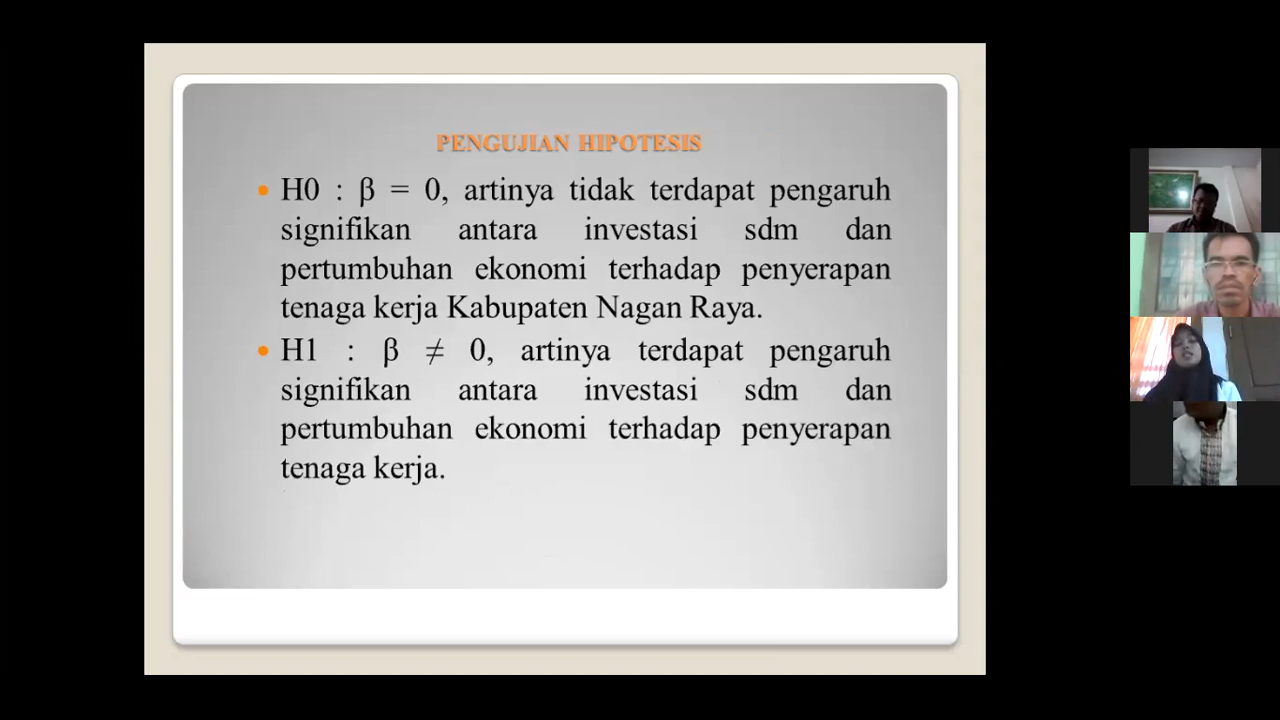 PENGUJIAN HIPOTESIS
• H0 : β = 0, artinya tidak terdapat pengaruh
signifikan antara investasi sdm dan
pertumbuhan ekonomi terhadap penyerapan
tenaga kerja Kabupaten Nagan Raya.
• H1 : β ≠ 0, artinya terdapat pengaruh
signifikan antara investasi sdm dan
pertumbuhan ekonomi terhadap penyerapan
tenaga kerja.